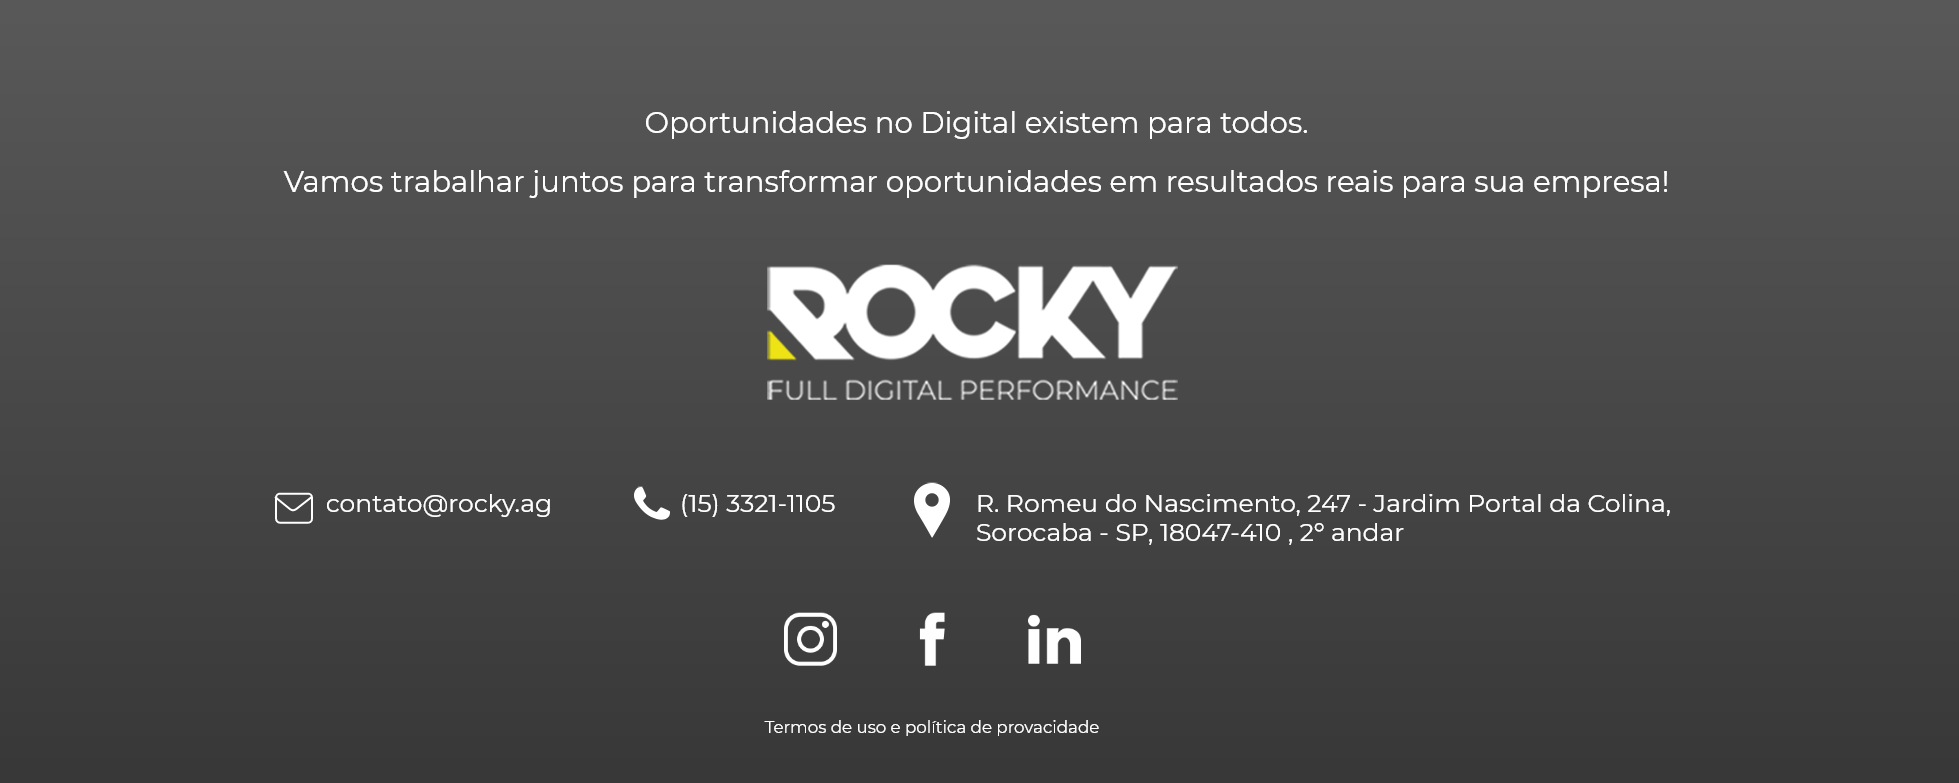 Oportunidades no Digital existem para todos.
Vamos trabalhar juntos para transformar oportunidades em resultados reais para sua empresa!
ROCKY
FULL DIGITAL PERFORMANCE
contato@rocky.ag
(15) 3321-1105
R. Romeu do Nascimento, 247 - Jardim Portal da Colina,
Sorocaba - SP, 18047-410 , 2º andar
Termos de uso e política de provacidade